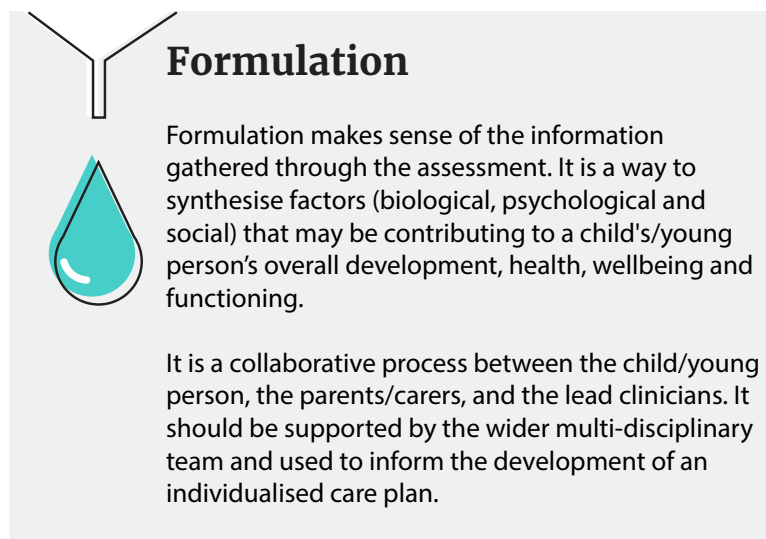 Formulation
Formulation makes sense of the information
gathered through the assessment. It is a way to
synthesise factors (biological, psychological and
social) that may be contributing to a child's/young
person’s overall development, health, wellbeing and
functioning.
It is a collaborative process between the child/young
person, the parents/carers, and the lead clinicians. It
should be supported by the wider multi-disciplinary
team and used to inform the development of an
individualised care plan.